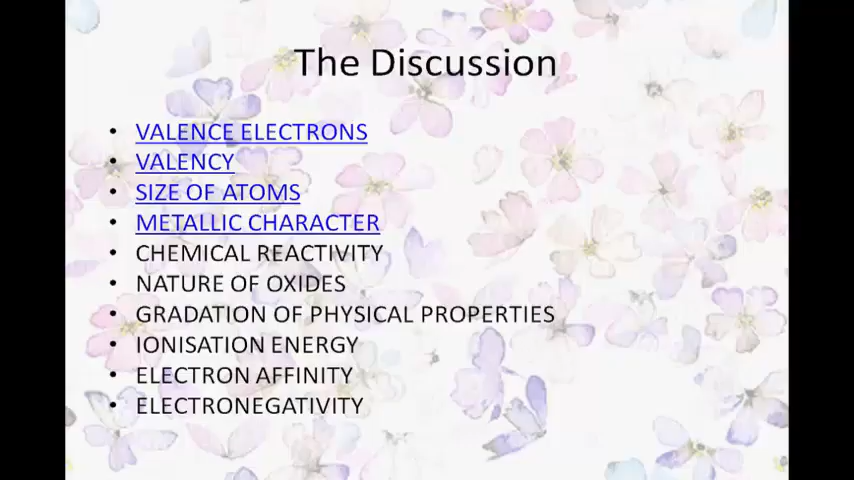 The Discussion
• VALENCE ELECTRONS
• VALENCY
• SIZE OF ATOMS
• METALLIC CHARACTER
• CHEMICAL REACTIVITY
• NATURE OF OXIDES
• GRADATION OF PHYSICAL PROPERTIES
• IONISATION ENERGY
• ELECTRON AFFINITY
• ELECTRONEGATIVITY